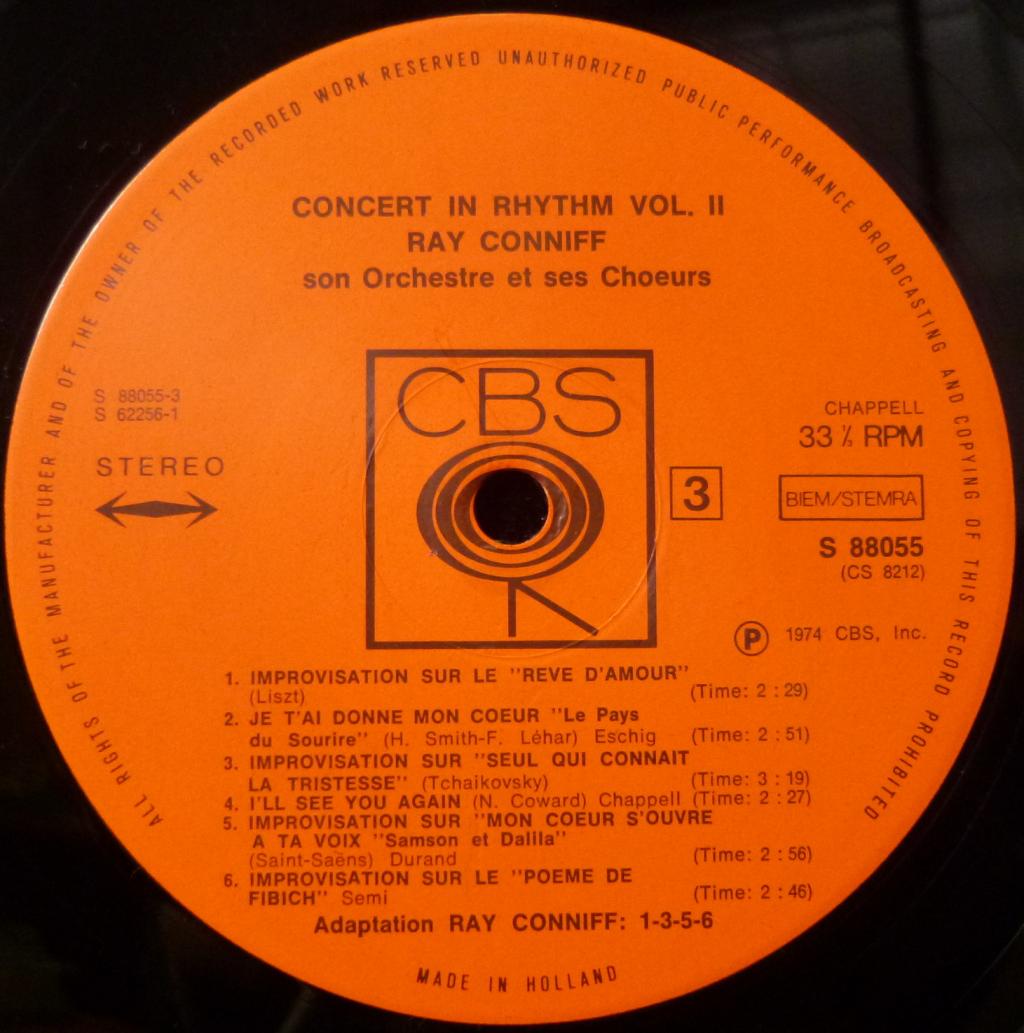 ALL RIGHTS OF THE MANUFACTURER AND OF THE OWNER OF THE RECORDED WORK RESERVED UNAUTHORIZED PUBLIC PERFORMANCE BROADCASTING AND COPYING OF THIS RECORD PROHIBITED
CONCERT IN RHYTHM VOL. II
RAY CONNIFF
son Orchestre et ses Choeurs
CBS
S 88055-3
S 62256-1
STEREO
CHAPPELL
33 ⅓ RPM
3
BIEM/STEMRA
S 88055
(CS 8212)
℗ 1974 CBS, Inc.
1. IMPROVISATION SUR LE "REVE D'AMOUR"
(Liszt) (Time: 2 : 29)
2. JE T'AI DONNE MON COEUR "Le Pays
du Sourire" (H. Smith-F. Léhar) Eschig (Time: 2 : 51)
3. IMPROVISATION SUR "SEUL QUI CONNAIT
LA TRISTESSE" (Tchaikovsky) (Time: 3 : 19)
4. I'LL SEE YOU AGAIN (N. Coward) Chappell (Time: 2 : 27)
5. IMPROVISATION SUR "MON COEUR S'OUVRE
A TA VOIX "Samson et Dalila"
(Saint-Saëns) Durand (Time: 2 : 56)
6. IMPROVISATION SUR LE "POEME DE
FIBICH" Semi (Time: 2 : 46)
Adaptation RAY CONNIFF: 1-3-5-6
MADE IN HOLLAND